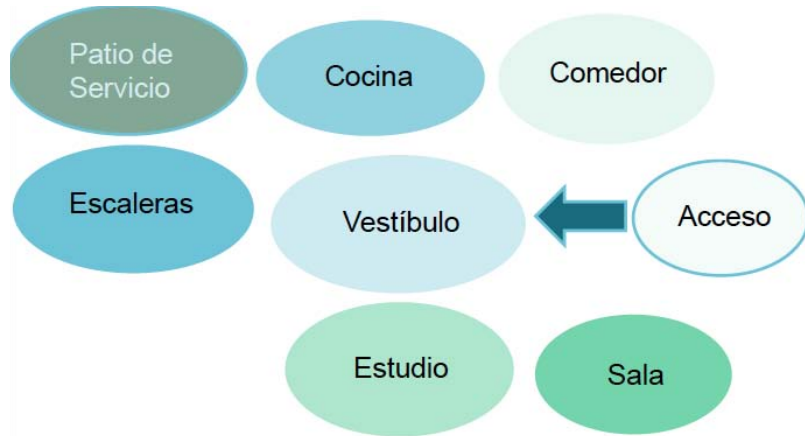 Patio de
Servicio
Cocina
Comedor
Escaleras
Vestíbulo
Acceso
Estudio
Sala